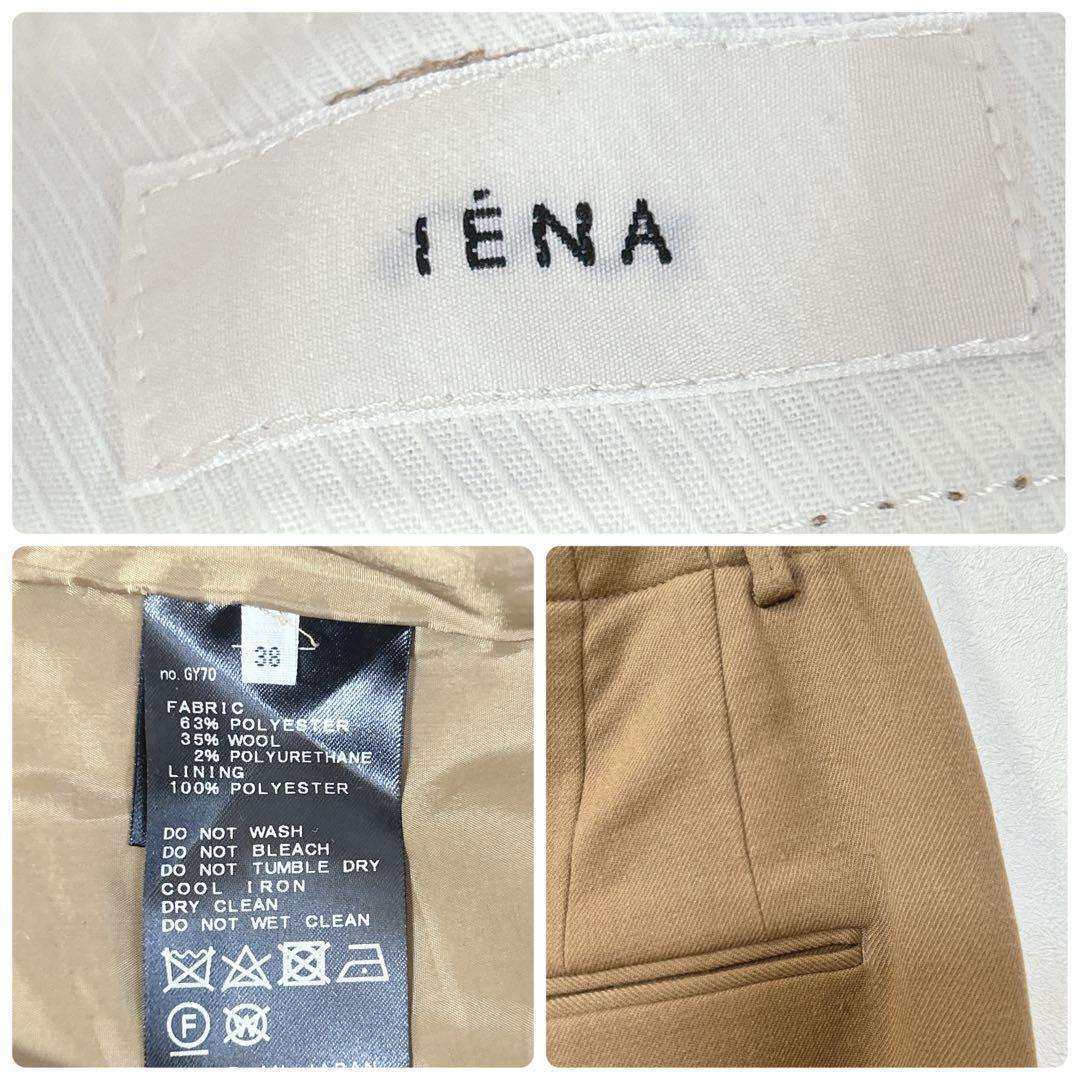 IÉNA
38
no. GY70
FABRIC
63% POLYESTER
35% WOOL
2% POLYURETHANE
LINING
100% POLYESTER
DO NOT WASH
DO NOT BLEACH
DO NOT TUMBLE DRY
COOL IRON
DRY CLEAN
DO NOT WET CLEAN
F W
JAPAN